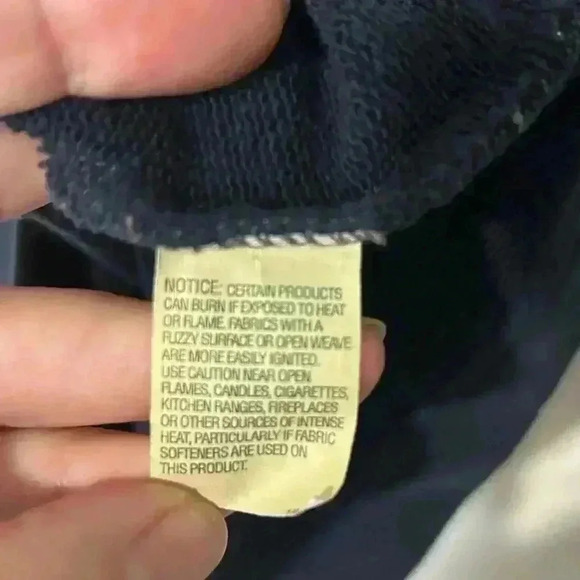 NOTICE: CERTAIN PRODUCTS
CAN BURN IF EXPOSED TO HEAT
OR FLAME. FABRICS WITH A
FUZZY SURFACE OR OPEN WEAVE
ARE MORE EASILY IGNITED.
USE CAUTION NEAR OPEN
FLAMES, CANDLES, CIGARETTES,
KITCHEN RANGES, FIREPLACES
OR OTHER SOURCES OF INTENSE
HEAT, PARTICULARLY IF FABRIC
SOFTENERS ARE USED ON
THIS PRODUCT.